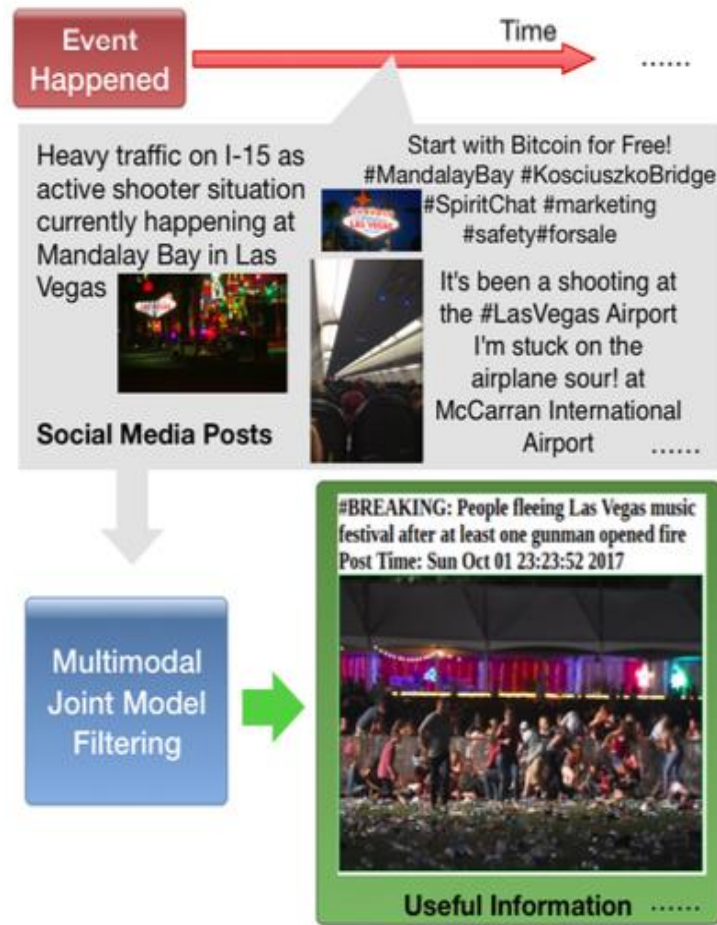 Event
Happened
Time
......
Heavy traffic on I-15 as
active shooter situation
currently happening at
Mandalay Bay in Las
Vegas
Start with Bitcoin for Free!
#MandalayBay #KosciuszkoBridge
#SpiritChat #marketing
#safety#forsale
LAS VEGAS
It's been a shooting at
the #LasVegas Airport
I'm stuck on the
airplane sour! at
McCarran International
Airport
......
Social Media Posts
#BREAKING: People fleeing Las Vegas music
festival after at least one gunman opened fire
Post Time: Sun Oct 01 23:23:52 2017
Multimodal
Joint Model
Filtering
Useful Information
......